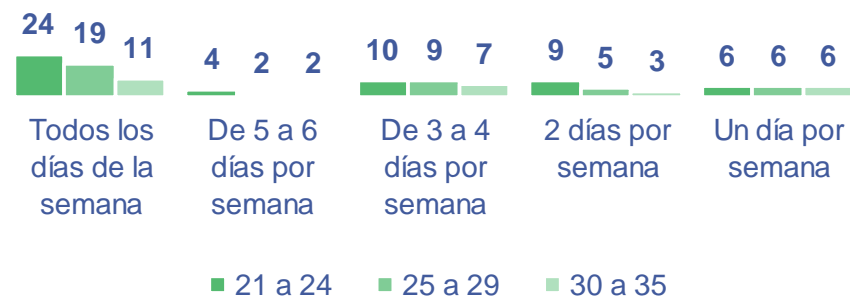 24 19 11 4 2 2 10 9 7 9 5 3 6 6 6
Todos los De 5 a 6 De 3 a 4 2 días por Un día por
días de la días por días por semana semana
semana semana semana
21 a 24 25 a 29 30 a 35